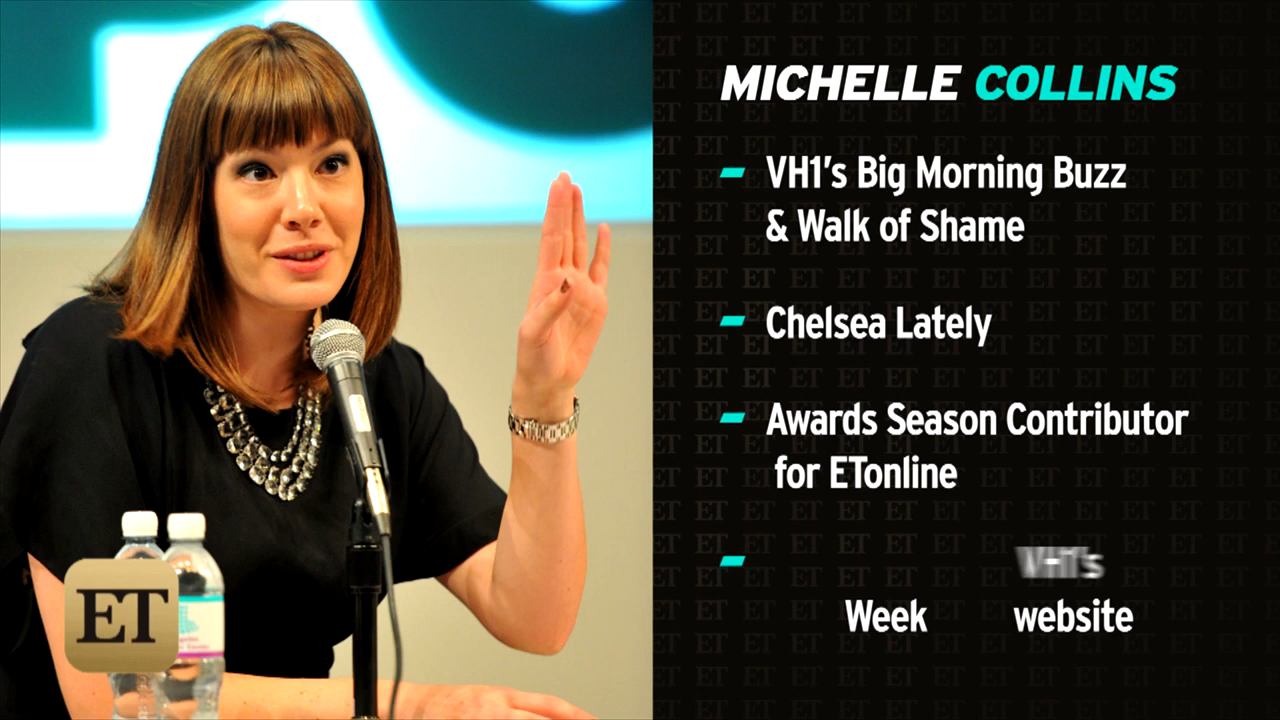 MICHELLE COLLINS
- VH1's Big Morning Buzz
& Walk of Shame
- Chelsea Lately
- Awards Season Contributor
for ETonline
- VH1's
Week website
ET